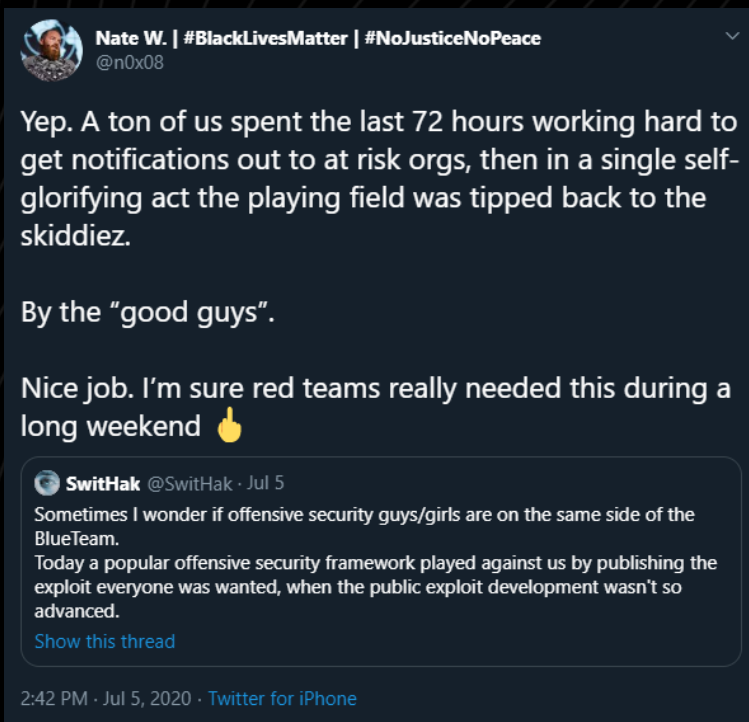 Nate W. | #BlackLivesMatter | #NoJusticeNoPeace
@n0x08
Yep. A ton of us spent the last 72 hours working hard to
get notifications out to at risk orgs, then in a single self-
glorifying act the playing field was tipped back to the
skiddiez.
By the “good guys”.
Nice job. I’m sure red teams really needed this during a
long weekend 🖕
SwitHak @SwitHak · Jul 5
Sometimes I wonder if offensive security guys/girls are on the same side of the
BlueTeam.
Today a popular offensive security framework played against us by publishing the
exploit everyone was wanted, when the public exploit development wasn't so
advanced.
Show this thread
2:42 PM · Jul 5, 2020 · Twitter for iPhone